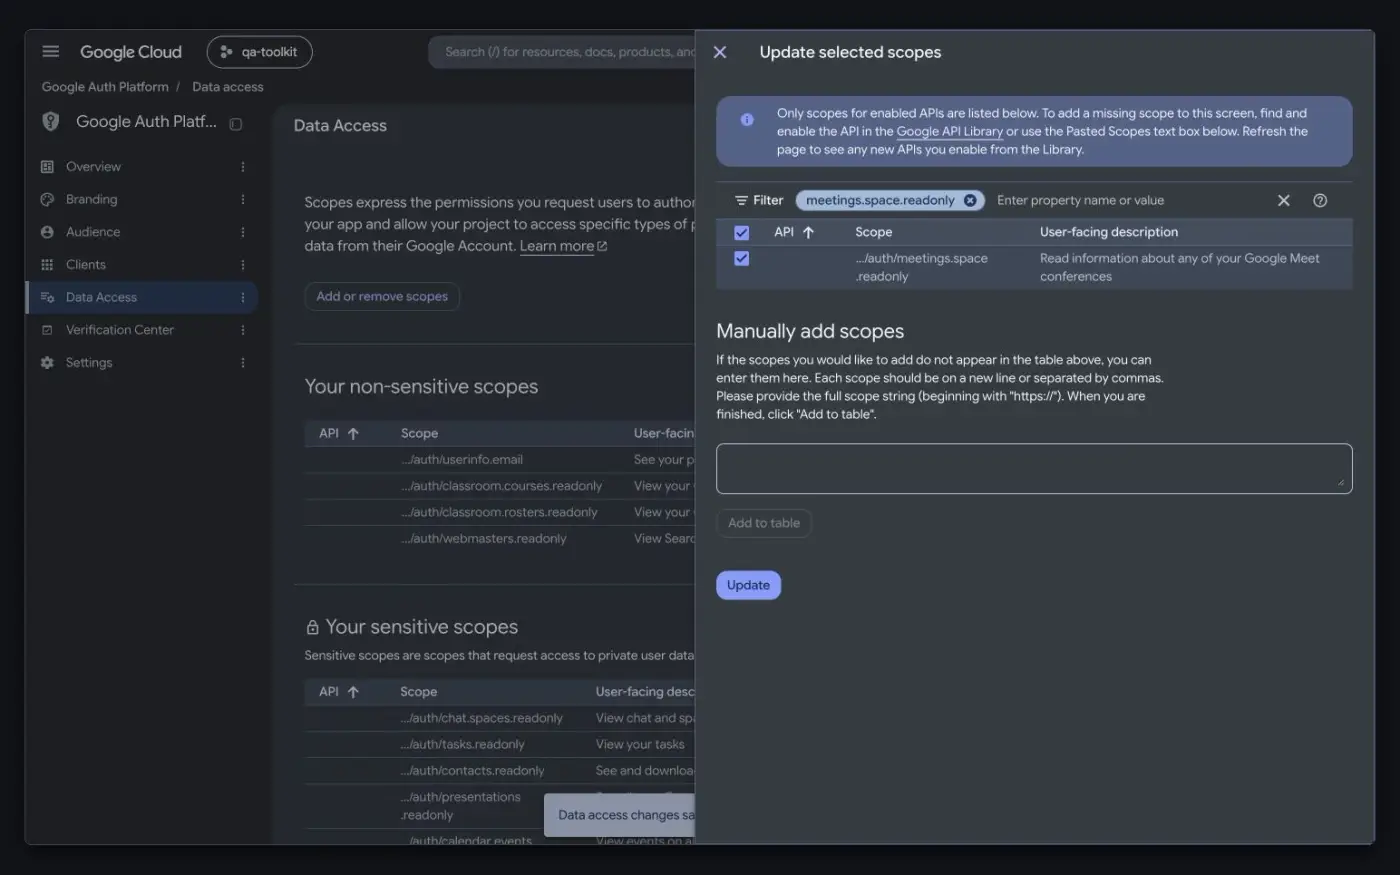 Google Cloud
qa-toolkit
Search (/) for resources, docs, products, and
Google Auth Platform / Data access
Google Auth Platf...
Overview
Branding
Audience
Clients
Data Access
Verification Center
Settings
Data Access
Scopes express the permissions you request users to author
your app and allow your project to access specific types of p
data from their Google Account. Learn more
Add or remove scopes
Your non-sensitive scopes
API Scope User-facin
.../auth/userinfo.email See your p
.../auth/classroom.courses.readonly View your
.../auth/classroom.rosters.readonly View your
.../auth/webmasters.readonly View Searc
Your sensitive scopes
Sensitive scopes are scopes that request access to private user data
API Scope User-facing desc
.../auth/chat.spaces.readonly View chat and spa
.../auth/tasks.readonly View your tasks
.../auth/contacts.readonly See and downloa
.../auth/presentations
.readonly
.../auth/calendar.events View events on a
Data access changes sa
Update selected scopes
Only scopes for enabled APIs are listed below. To add a missing scope to this screen, find and
enable the API in the Google API Library or use the Pasted Scopes text box below. Refresh the
page to see any new APIs you enable from the Library.
Filter meetings.space.readonly Enter property name or value
API Scope User-facing description
.../auth/meetings.space Read information about any of your Google Meet
.readonly conferences
Manually add scopes
If the scopes you would like to add do not appear in the table above, you can
enter them here. Each scope should be on a new line or separated by commas.
Please provide the full scope string (beginning with "https://"). When you are
finished, click "Add to table".
Add to table
Update